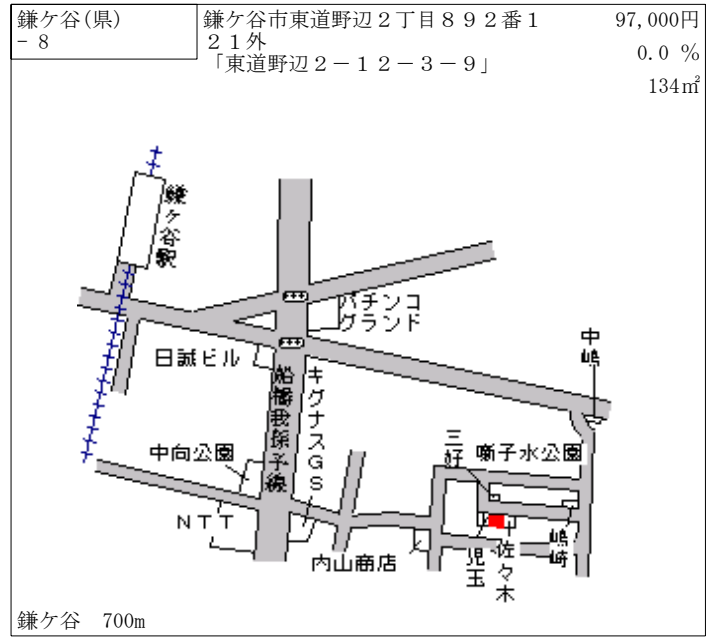 鎌ケ谷(県)
- 8
鎌ケ谷市東道野辺２丁目８９２番１
２１外
「東道野辺２－１２－３－９」
97,000円
0.0 %
134㎡
鎌ケ谷駅
パチンコ
グランド
日誠ビル
船橋我孫子線
キグナスＧＳ
中嶋
中向公園
三好
囃子水公園
ＮＴＴ
内山商店
児玉
佐々木
嶋崎
鎌ケ谷　700m